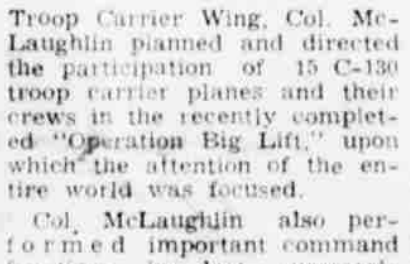 Troop Carrier Wing, Col. Mc-
Laughlin planned and directed
the participation of 15 C-130
troop carrier planes and their
crews in the recently complet-
ed "Operation Big Lift," upon
which the attention of the en-
tire world was focused.
Col. McLaughlin also per-
formed important command